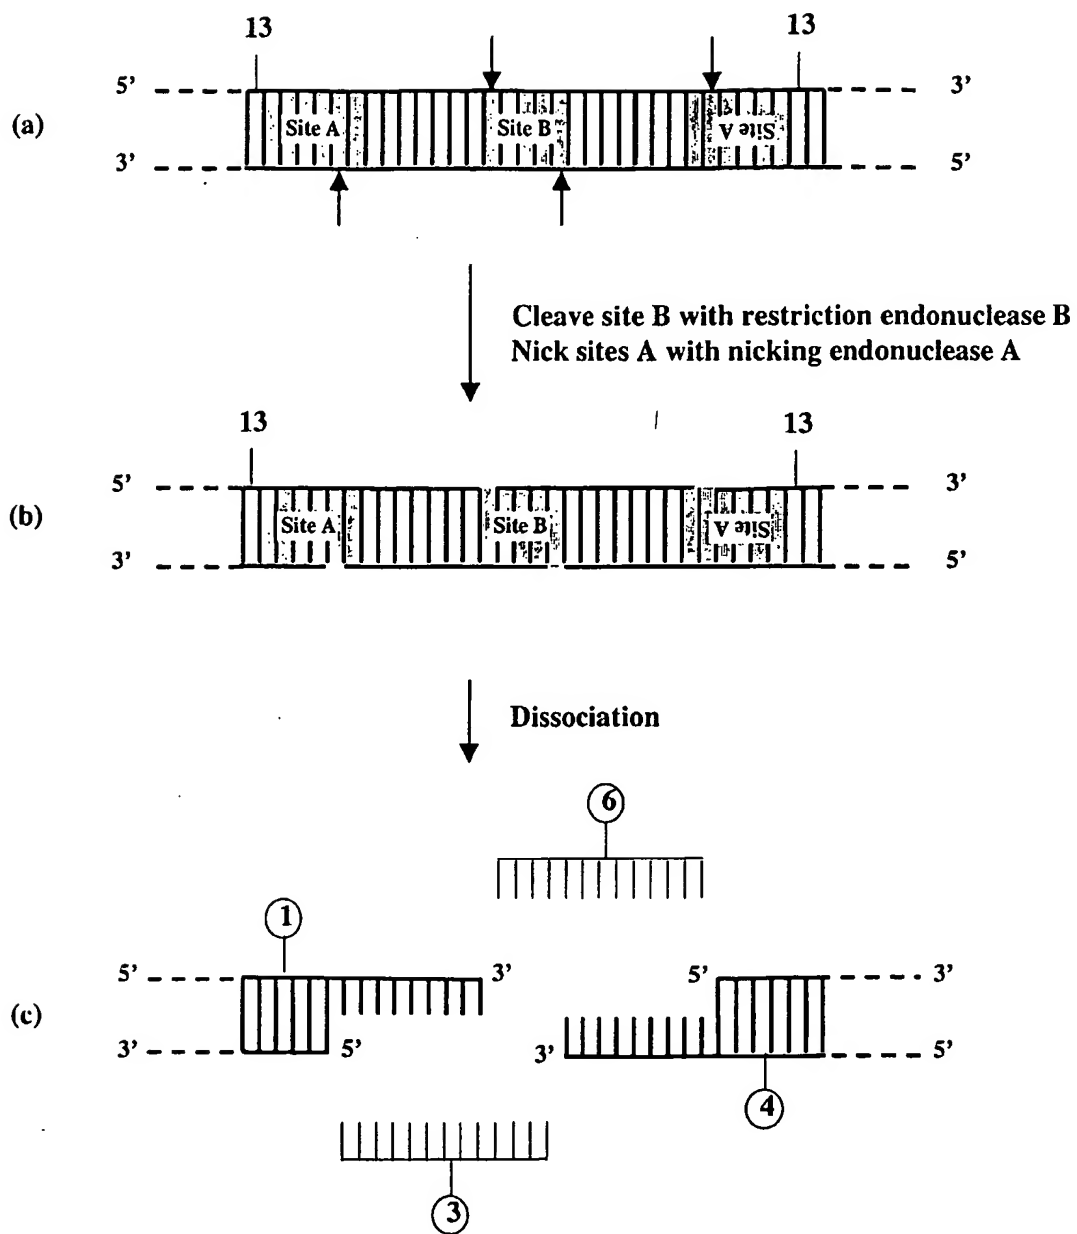 13 13
5’ 3’
(a)
Site A Site B Site A
3’ 5’
Cleave site B with restriction endonuclease B
Nick sites A with nicking endonuclease A
13 13
5’ 3’
(b)
Site A Site B Site A
3’ 5’
Dissociation
6
1
5’ 3’ 5’ 3’
(c)
3’ 5’ 3’ 5’
4
3